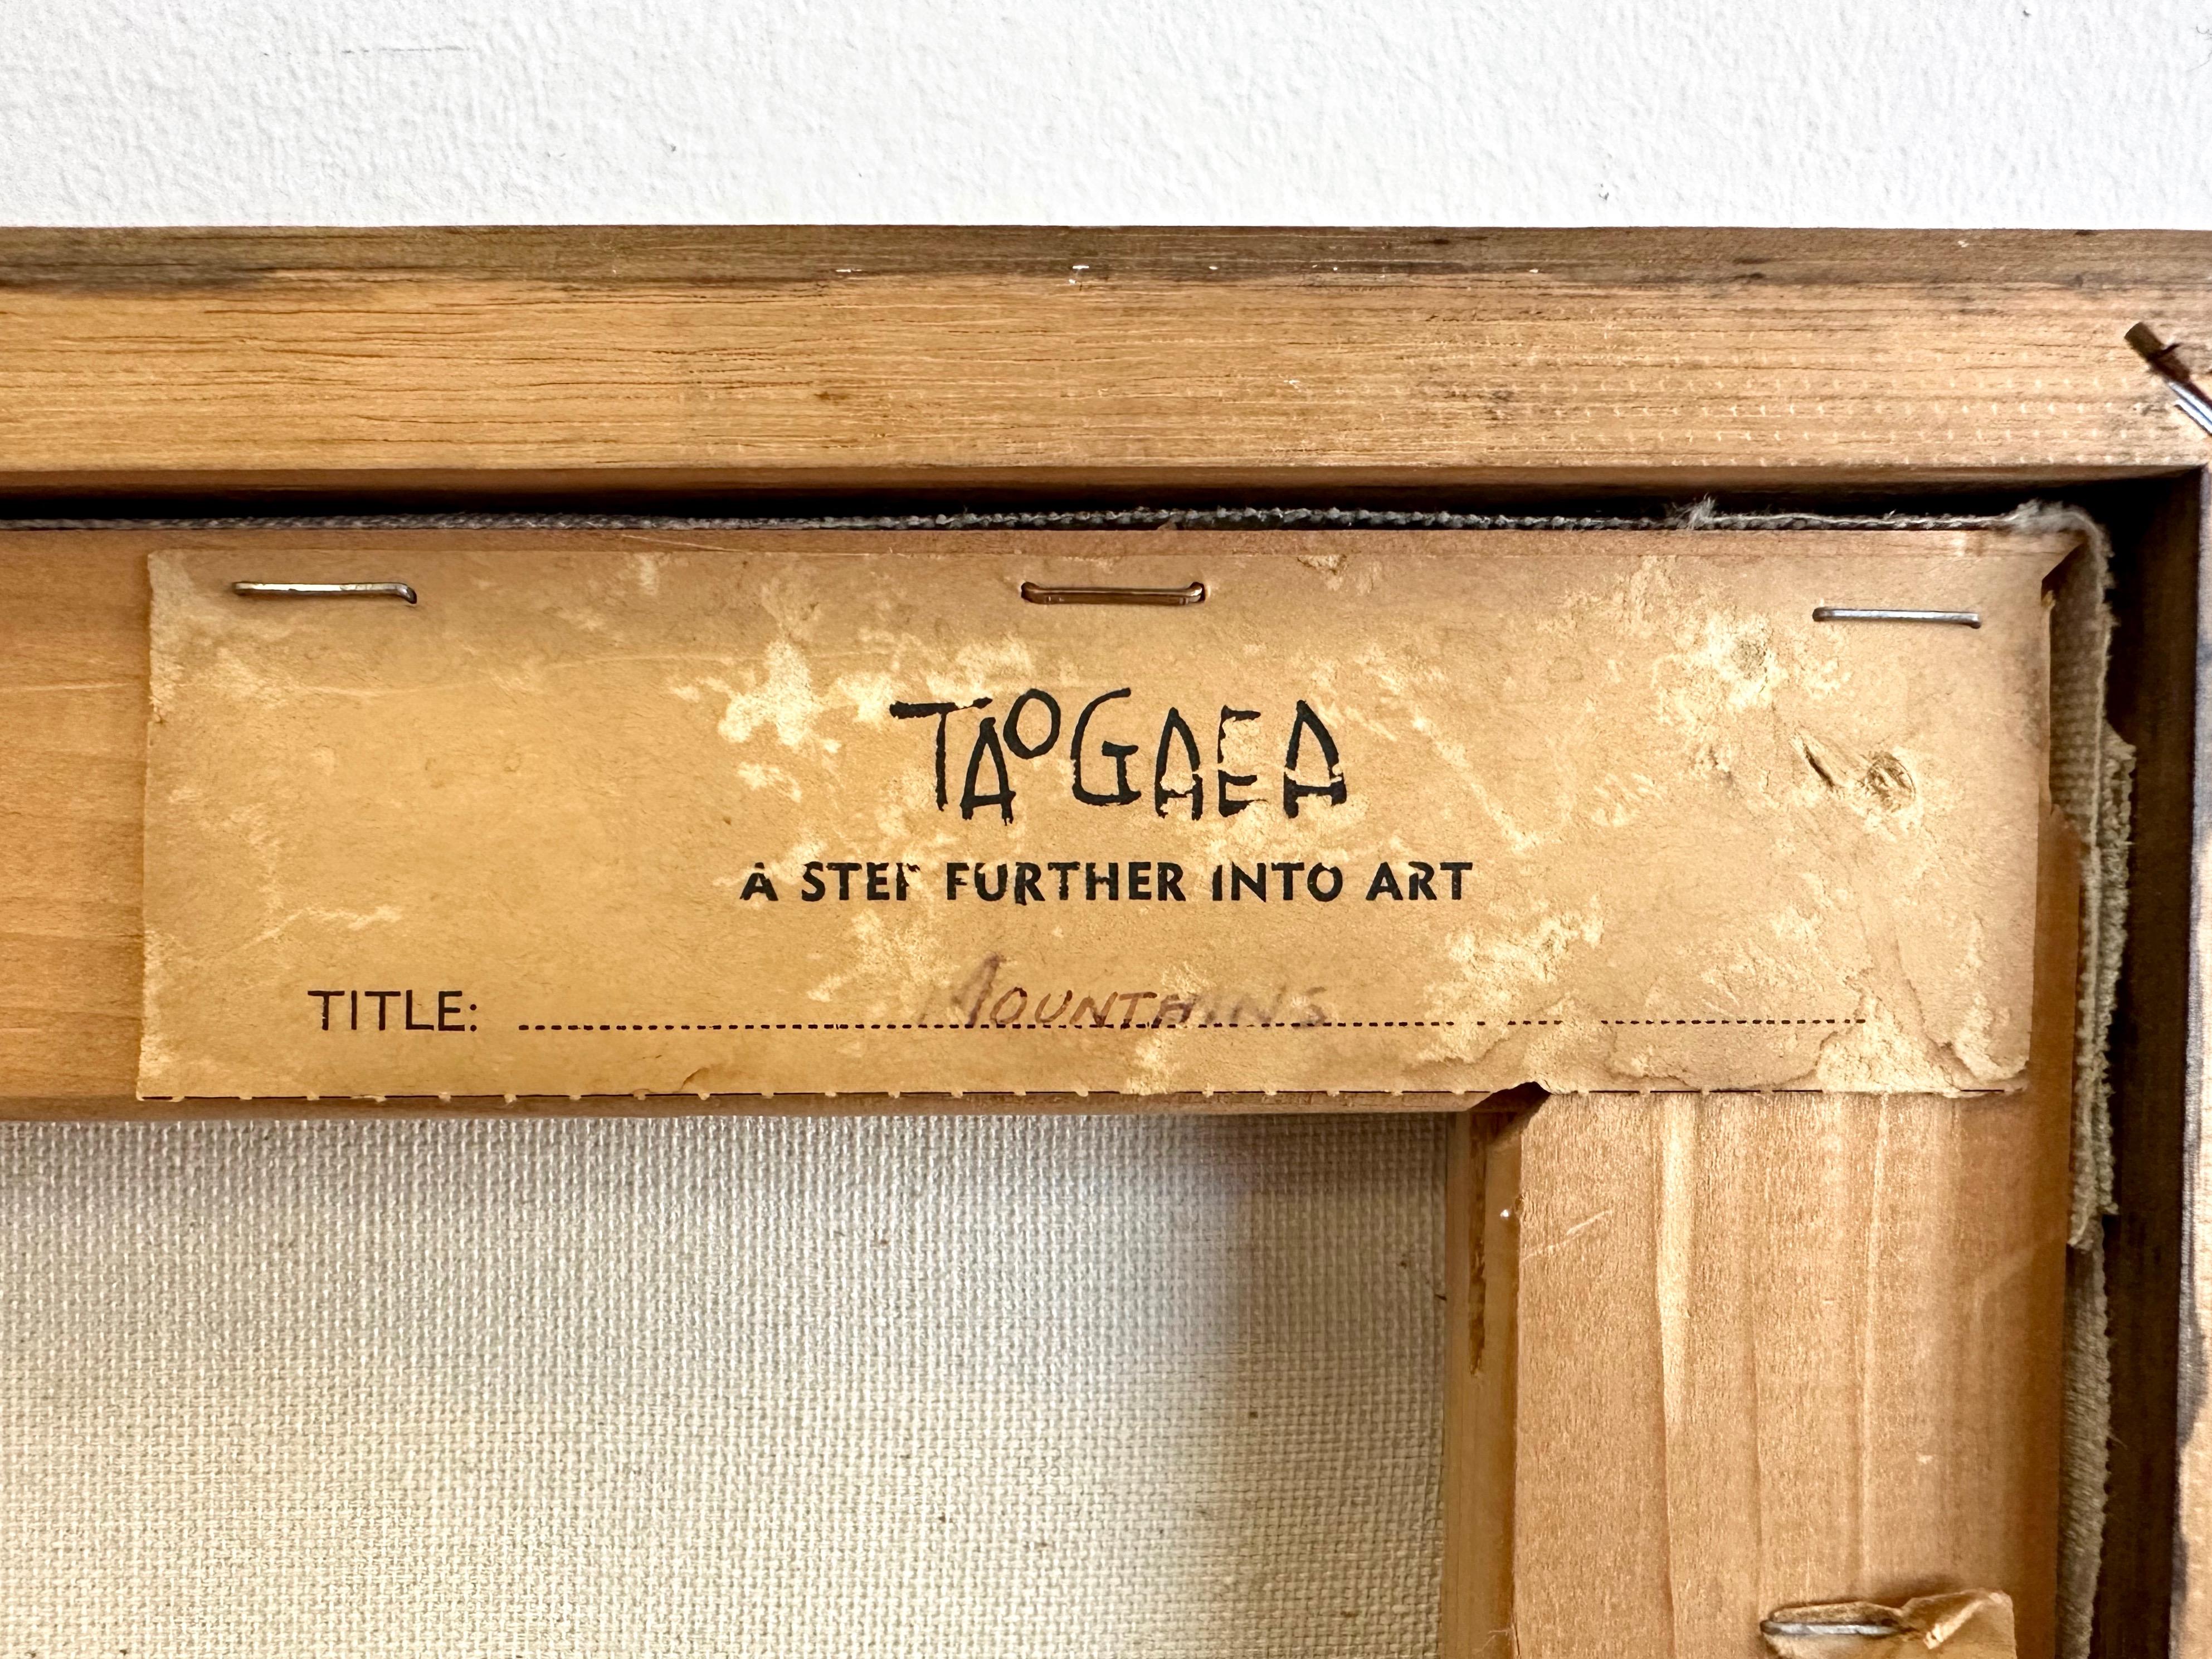 TAOGAEA
A STEP FURTHER INTO ART
TITLE: MOUNTAINS